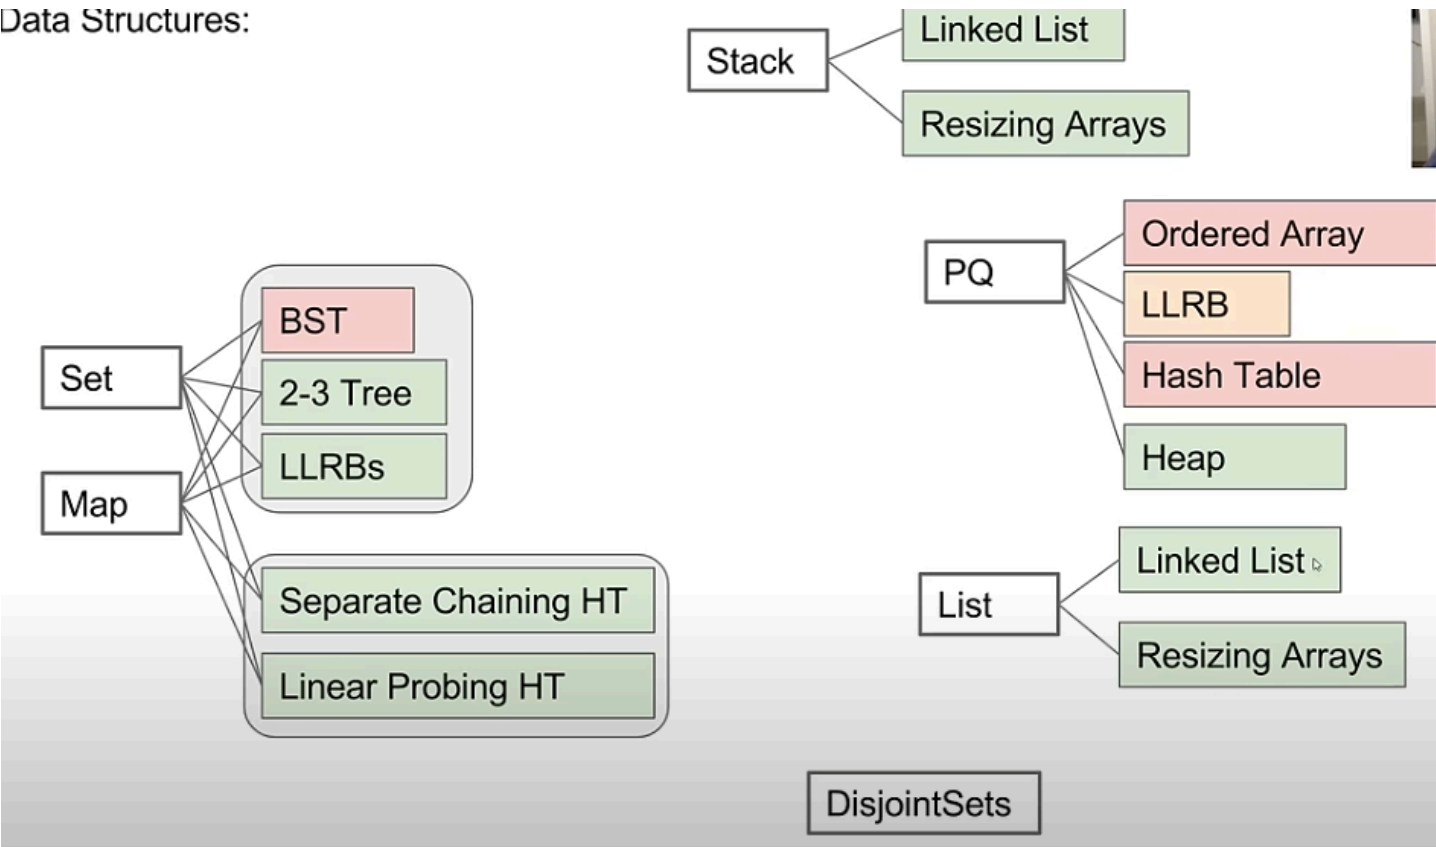 Data Structures:
Stack
Linked List
Resizing Arrays
PQ
Ordered Array
LLRB
Hash Table
Heap
Set
Map
BST
2-3 Tree
LLRBs
Separate Chaining HT
Linear Probing HT
List
Linked List
Resizing Arrays
DisjointSets